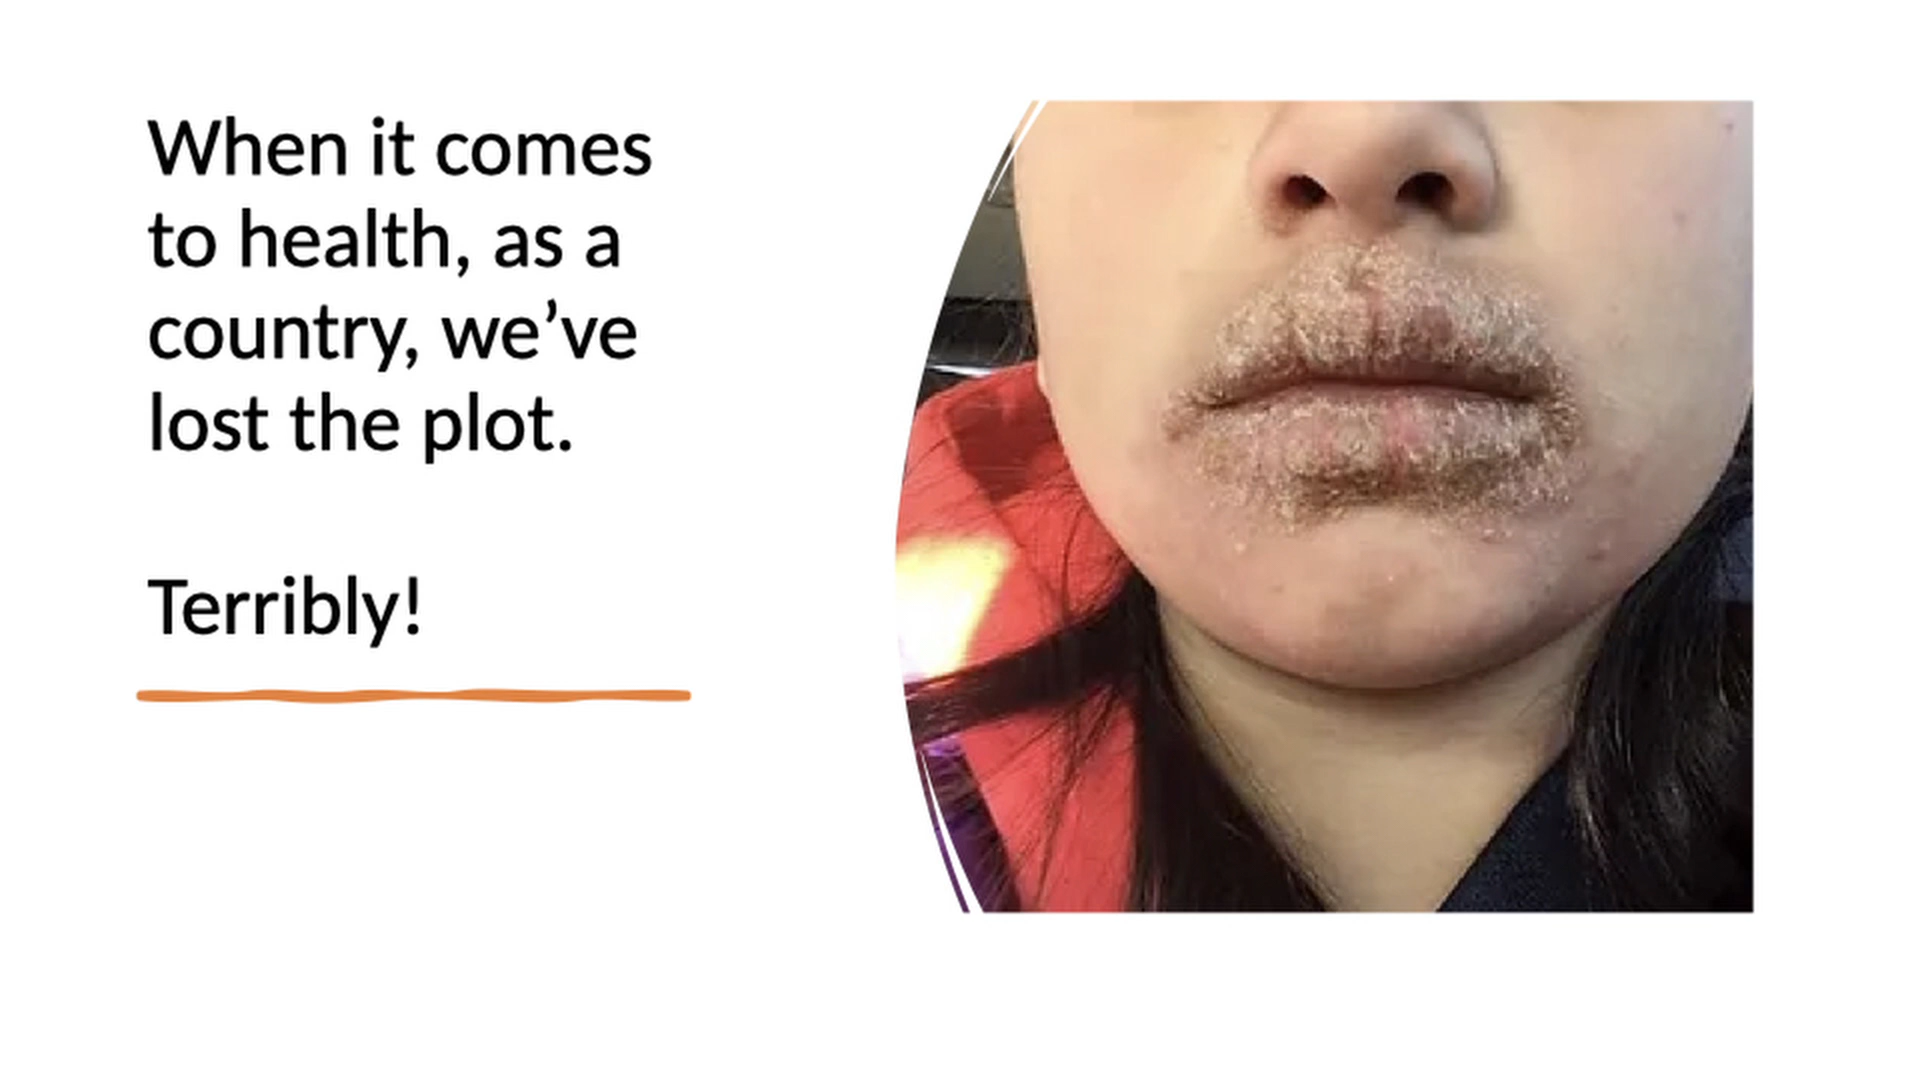 When it comes
to health, as a
country, we’ve
lost the plot.
Terribly!